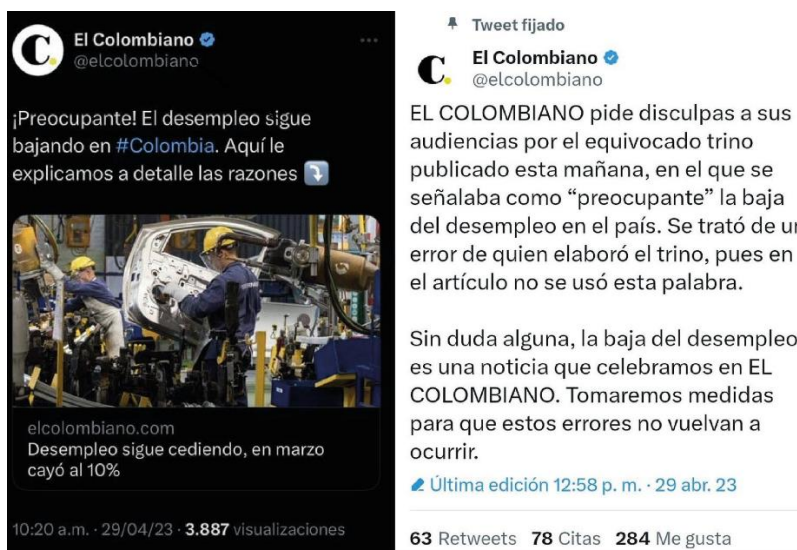 El Colombiano
@elcolombiano
¡Preocupante! El desempleo sigue
bajando en #Colombia. Aquí le
explicamos a detalle las razones
elcolombiano.com
Desempleo sigue cediendo, en marzo
cayó al 10%
10:20 a.m. · 29/04/23 · 3.887 visualizaciones
Tweet fijado
El Colombiano
@elcolombiano
EL COLOMBIANO pide disculpas a sus
audiencias por el equivocado trino
publicado esta mañana, en el que se
señalaba como “preocupante” la baja
del desempleo en el país. Se trató de un
error de quien elaboró el trino, pues en
el artículo no se usó esta palabra.
Sin duda alguna, la baja del desempleo
es una noticia que celebramos en EL
COLOMBIANO. Tomaremos medidas
para que estos errores no vuelvan a
ocurrir.
Última edición 12:58 p. m. · 29 abr. 23
63 Retweets 78 Citas 284 Me gusta